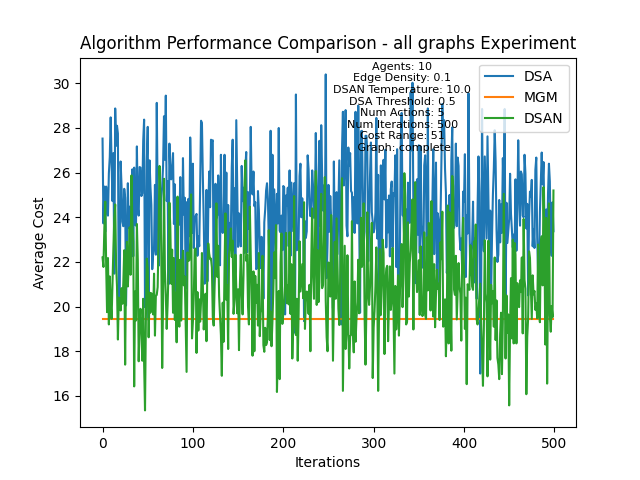 Algorithm Performance Comparison - all graphs Experiment
Agents: 10
Edge Density: 0.1
DSAN Temperature: 10.0
DSA Threshold: 0.5
Num Actions: 5
Num Iterations: 500
Cost Range: 51
Graph: complete
DSA
MGM
DSAN
Average Cost
30
28
26
24
22
20
18
16
0
100
200
300
400
500
Iterations